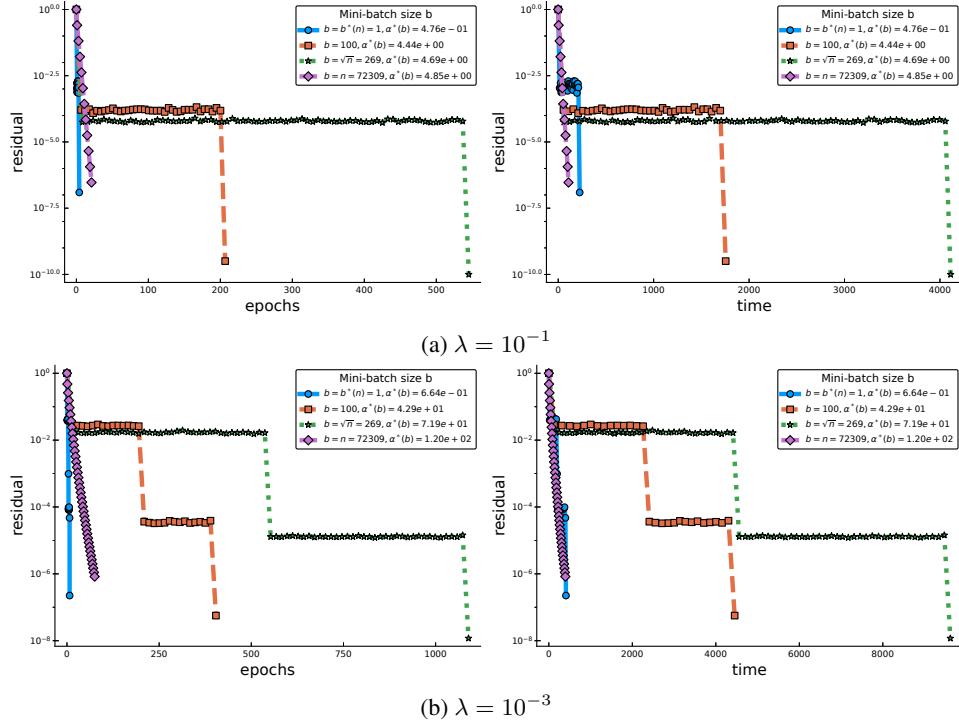 Mini-batch size b
b = b*(n) = 1, α*(b) = 4.76e − 01
b = 100, α*(b) = 4.44e + 00
b = √n = 269, α*(b) = 4.69e + 00
b = n = 72309, α*(b) = 4.85e + 00
10^0.0
10^−2.5
10^−5.0
10^−7.5
10^−10.0
residual
0 100 200 300 400 500
epochs
Mini-batch size b
b = b*(n) = 1, α*(b) = 4.76e − 01
b = 100, α*(b) = 4.44e + 00
b = √n = 269, α*(b) = 4.69e + 00
b = n = 72309, α*(b) = 4.85e + 00
10^0.0
10^−2.5
10^−5.0
10^−7.5
10^−10.0
residual
0 1000 2000 3000 4000
time
(a) λ = 10^−1
Mini-batch size b
b = b*(n) = 1, α*(b) = 6.64e − 01
b = 100, α*(b) = 4.29e + 01
b = √n = 269, α*(b) = 7.19e + 01
b = n = 72309, α*(b) = 1.20e + 02
10^0
10^−2
10^−4
10^−6
10^−8
residual
0 250 500 750 1000
epochs
Mini-batch size b
b = b*(n) = 1, α*(b) = 6.64e − 01
b = 100, α*(b) = 4.29e + 01
b = √n = 269, α*(b) = 7.19e + 01
b = n = 72309, α*(b) = 1.20e + 02
10^0
10^−2
10^−4
10^−6
10^−8
residual
0 2000 4000 6000 8000
time
(b) λ = 10^−3